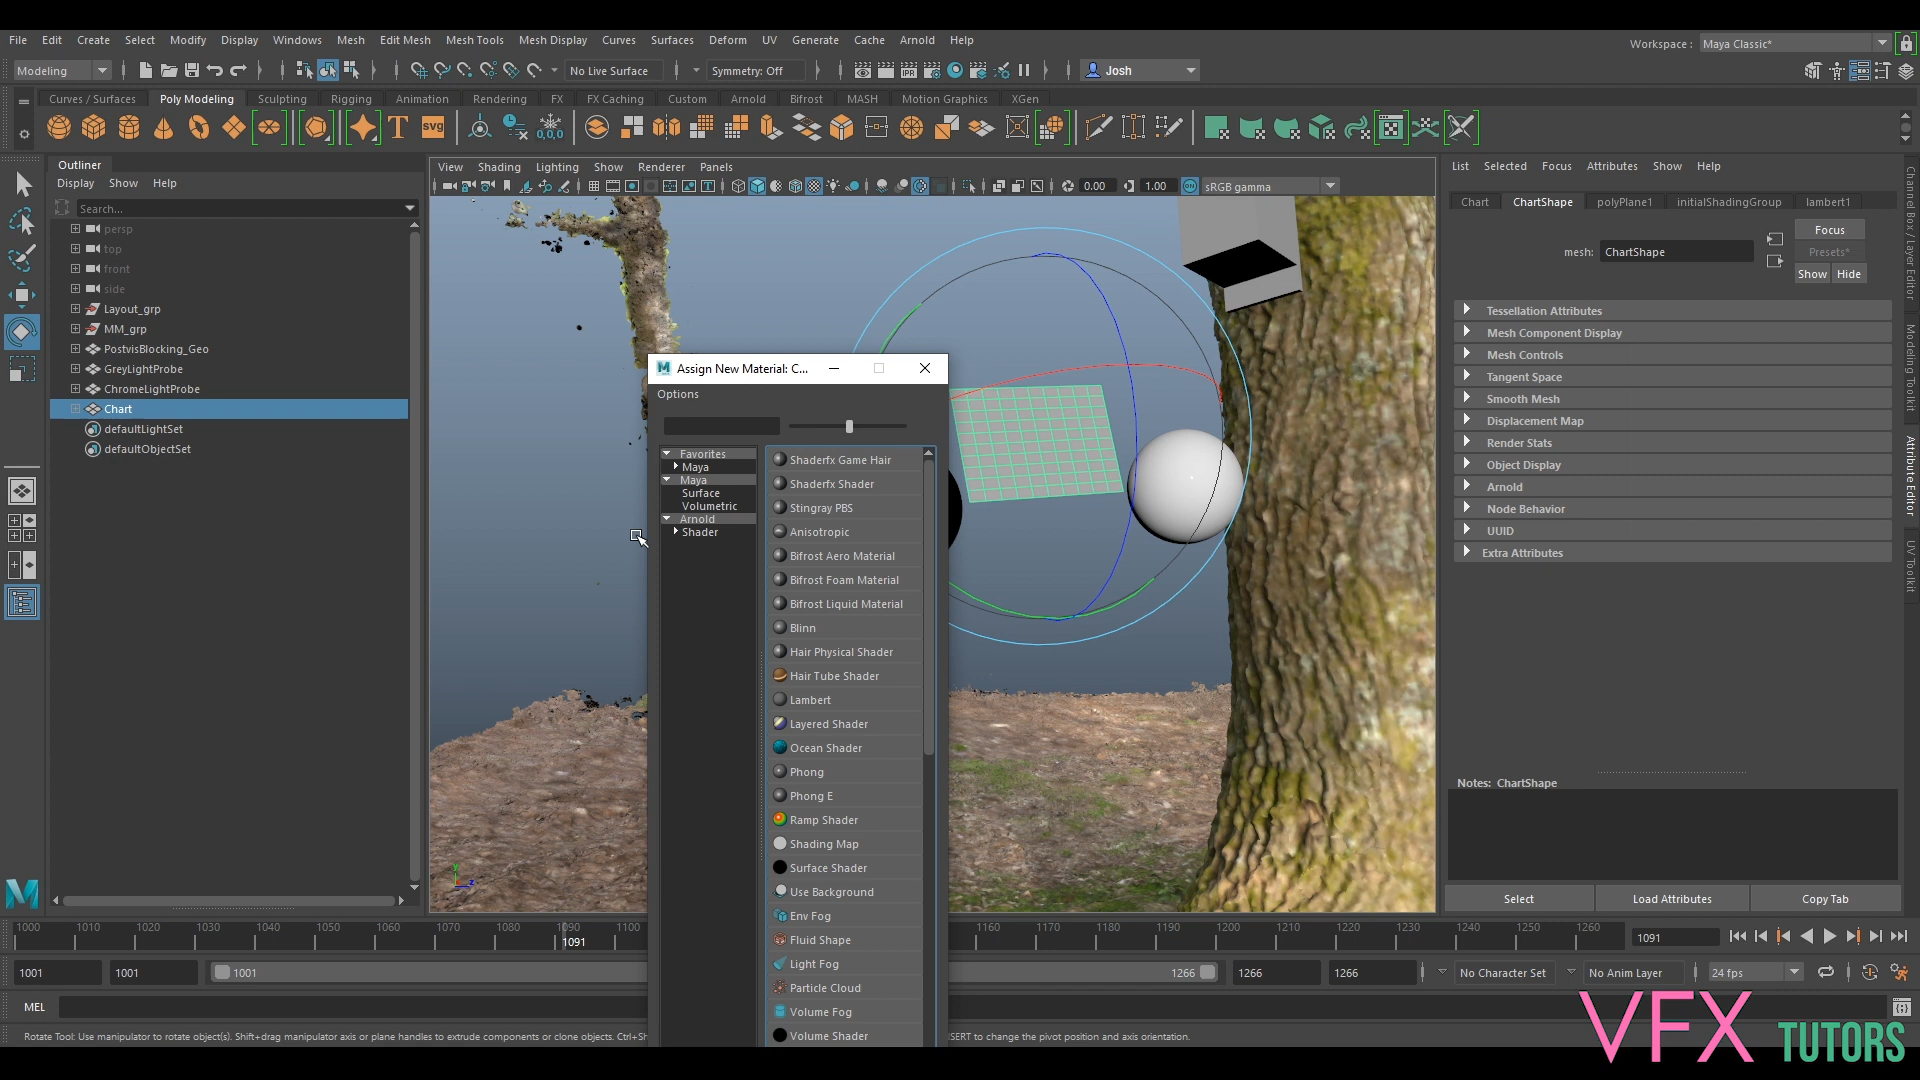 File Edit Create Select Modify Display Windows Mesh Edit Mesh Mesh Tools Mesh Display Curves Surfaces Deform UV Generate Cache Arnold Help
Workspace : Maya Classic*
Modeling No Live Surface Symmetry: Off Josh
Curves / Surfaces Poly Modeling Sculpting Rigging Animation Rendering FX FX Caching Custom Arnold Bifrost MASH Motion Graphics XGen
Outliner
Display Show Help
Search...
persp
top
front
side
Layout_grp
MM_grp
PostvisBlocking_Geo
GreyLightProbe
ChromeLightProbe
Chart
defaultLightSet
defaultObjectSet
View Shading Lighting Show Renderer Panels
0.00 1.00 sRGB gamma
Assign New Material: C...
Options
Favorites
Maya
Maya
Surface
Volumetric
Arnold
Shader
Shaderfx Game Hair
Shaderfx Shader
Stingray PBS
Anisotropic
Bifrost Aero Material
Bifrost Foam Material
Bifrost Liquid Material
Blinn
Hair Physical Shader
Hair Tube Shader
Lambert
Layered Shader
Ocean Shader
Phong
Phong E
Ramp Shader
Shading Map
Surface Shader
Use Background
Env Fog
Fluid Shape
Light Fog
Particle Cloud
Volume Fog
Volume Shader
List Selected Focus Attributes Show Help
Chart ChartShape polyPlane1 initialShadingGroup lambert1
mesh: ChartShape
Focus
Presets*
Show Hide
Tessellation Attributes
Mesh Component Display
Mesh Controls
Tangent Space
Smooth Mesh
Displacement Map
Render Stats
Object Display
Arnold
Node Behavior
UUID
Extra Attributes
Notes: ChartShape
Select Load Attributes Copy Tab
Channel Box / Layer Editor
Modeling Toolkit
Attribute Editor
UV Toolkit
1000 1010 1020 1030 1040 1050 1060 1070 1080 1090 1100 1160 1170 1180 1190 1200 1210 1220 1230 1240 1250 1260
1091
1091
1001 1001 1001 1266 1266 1266 No Character Set No Anim Layer 24 fps
MEL
Rotate Tool: Use manipulator to rotate object(s). Shift+drag manipulator axis or plane handles to extrude components or clone objects. Ctrl+Sh
SERT to change the pivot position and axis orientation.
VFX TUTORS